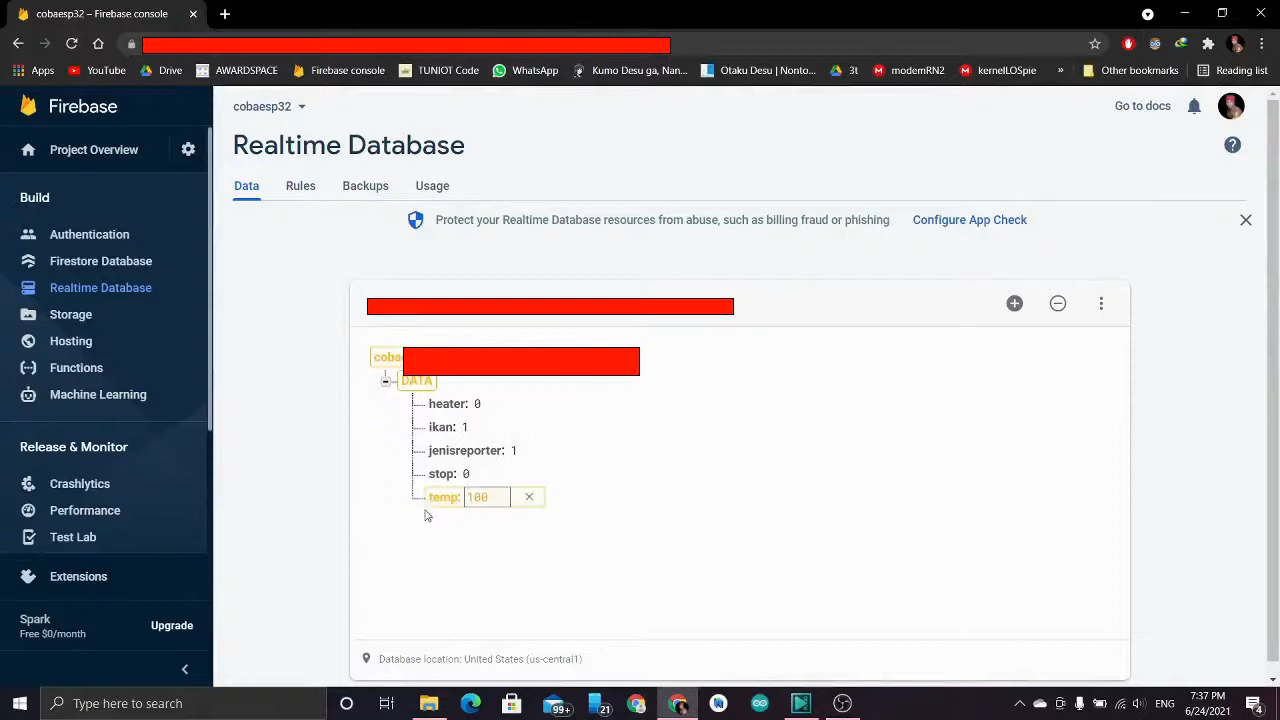 cobaesp32 – Firebase console
Apps YouTube Drive AWARDSPACE Firebase console TUNIOT Code WhatsApp Kumo Desu ga, Nan... Otaku Desu | Nonto... 3t modemRN2 kernelLOSpie » Other bookmarks Reading list
Firebase
cobaesp32
Go to docs
Project Overview
Realtime Database
Data Rules Backups Usage
Build
Protect your Realtime Database resources from abuse, such as billing fraud or phishing Configure App Check
Authentication
Firestore Database
Realtime Database
Storage
Hosting
Functions
Machine Learning
Release & Monitor
Crashlytics
Performance
Test Lab
Extensions
Spark
Free $0/month
Upgrade
DATA
heater: 0
ikan: 1
jenisreporter: 1
stop: 0
temp: 100
Database location: United States (us-central1)
Type here to search
99+
21
ENG
7:37 PM
6/24/2021